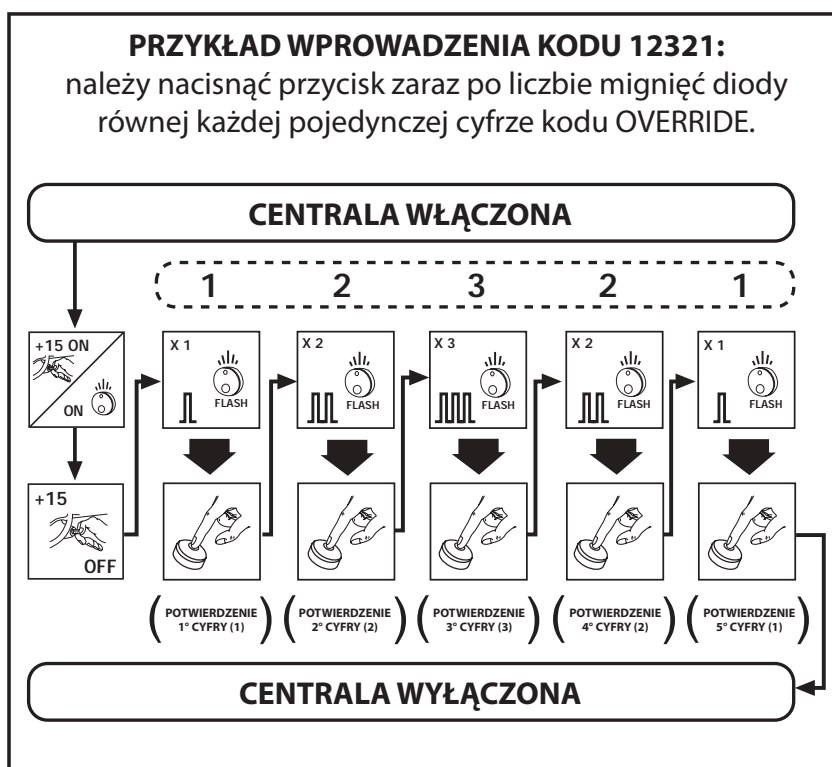 PRZYKŁAD WPROWADZENIA KODU 12321:
należy nacisnąć przycisk zaraz po liczbie mignięć diody
równej każdej pojedynczej cyfrze kodu OVERRIDE.
CENTRALA WŁĄCZONA
1 2 3 2 1
+15 ON
ON
X 1
FLASH
X 2
FLASH
X 3
FLASH
X 2
FLASH
X 1
FLASH
+15
OFF
(POTWIERDZENIE
1° CYFRY (1))
(POTWIERDZENIE
2° CYFRY (2))
(POTWIERDZENIE
3° CYFRY (3))
(POTWIERDZENIE
4° CYFRY (2))
(POTWIERDZENIE
5° CYFRY (1))
CENTRALA WYŁĄCZONA